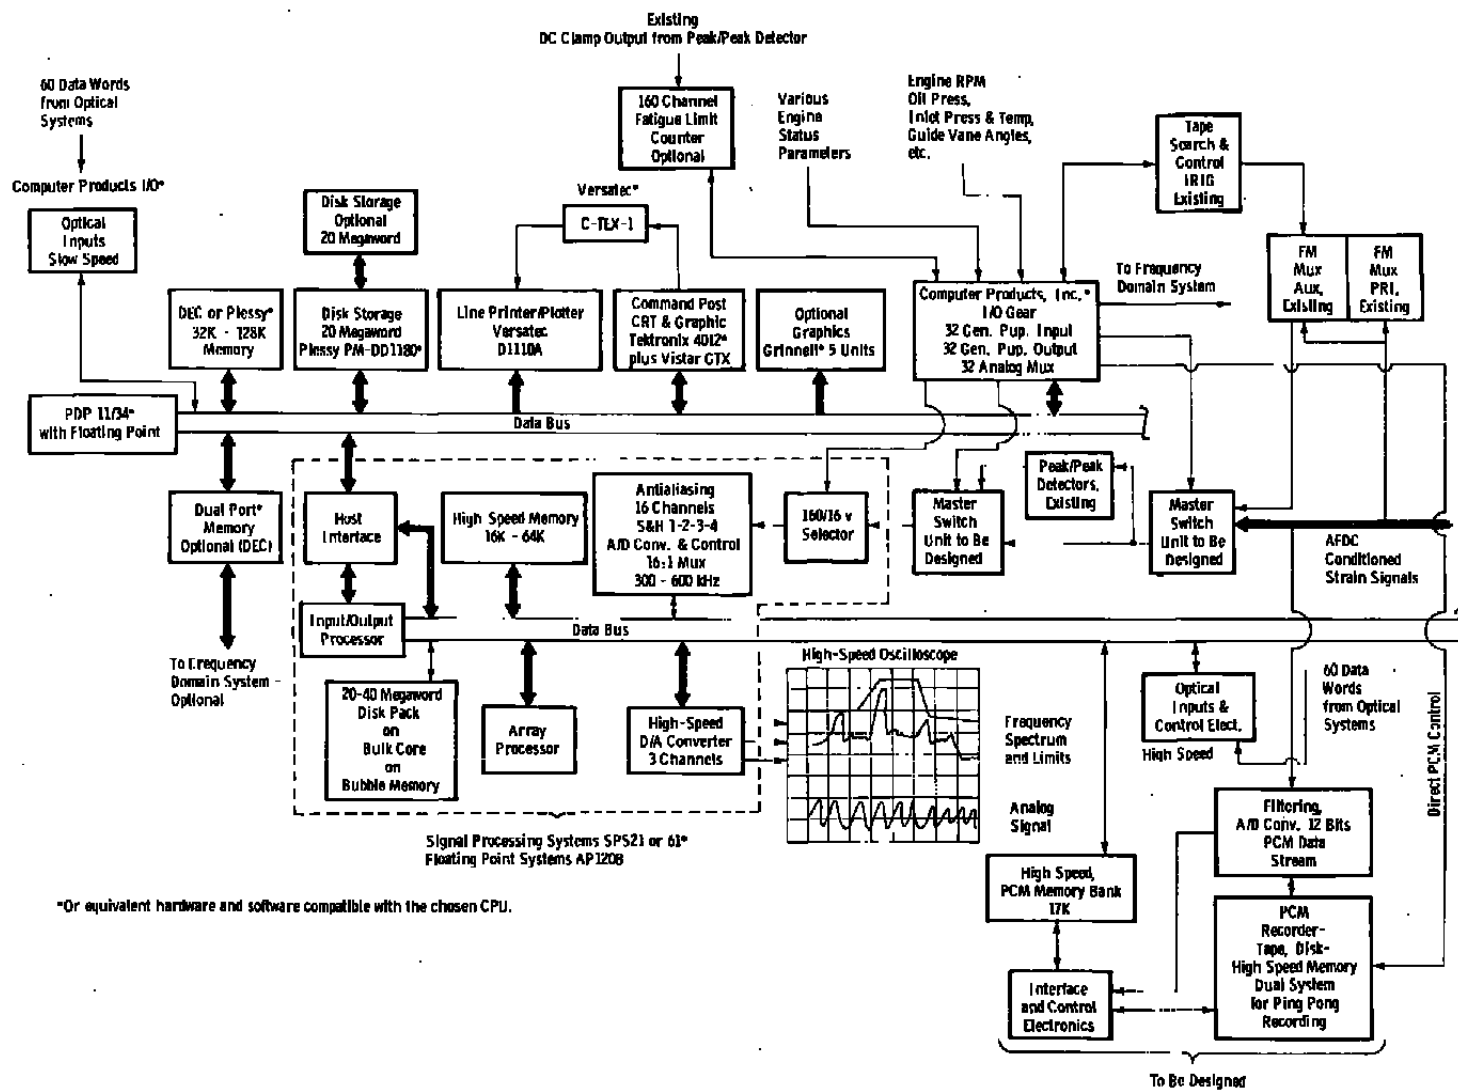 Existing
DC Clamp Output from Peak/Peak Detector
60 Data Words
from Optical
Systems
Computer Products I/O*
Optical
Inputs
Slow Speed
Disk Storage
Optional
20 Megaword
Versatec*
C-TEX-1
160 Channel
Fatigue Limit
Counter
Optional
Various
Engine
Status
Parameters
Engine RPM
Oil Press,
Inlet Press & Temp,
Guide Vane Angles,
etc.
Tape
Search &
Control
IRIG
Existing
FM
Mux
Aux, Existing
FM
Mux
PRI, Existing
To Frequency
Domain System
DEC or Plessy*
32K - 128K
Memory
Disk Storage
20 Megaword
Plessy PM-DD1180*
Line Printer/Plotter
Versatec
D1110A
Command Post
CRT & Graphic
Tektronix 4012*
plus Vistar GTX
Optional
Graphics
Grinnell* 5 Units
Computer Products, Inc.*
I/O Gear
32 Gen. Pup. Input
32 Gen. Pup. Output
32 Analog Mux
PDP 11/34*
with Floating Point
Data Bus
Dual Port*
Memory
Optional (DEC)
Host
Interface
High Speed Memory
16K - 64K
Antialiasing
16 Channels
S&H 1-2-3-4
A/D Conv. & Control
16:1 Mux
300 - 600 kHz
160/16 v
Selector
Master
Switch
Unit to Be
Designed
Peak/Peak
Detectors,
Existing
Master
Switch
Unit to Be
Designed
AFDC
Conditioned
Strain Signals
Input/Output
Processor
Data Bus
To Frequency
Domain System -
Optional
20-40 Megaword
Disk Pack
on
Bulk Core
on
Bubble Memory
Array
Processor
High-Speed
D/A Converter
3 Channels
High-Speed Oscilloscope
Frequency
Spectrum
and Limits
Analog
Signal
Optical
Inputs &
Control Elect.
High Speed
60 Data
Words
from Optical
Systems
Direct PCM Control
Filtering,
A/D Conv. 12 Bits
PCM Data
Stream
Signal Processing Systems SPS21 or 61*
Floating Point Systems AP120B
High Speed,
PCM Memory Bank
17K
PCM
Recorder-
Tape, Disk-
High Speed Memory
Dual System
for Ping Pong
Recording
Interface
and Control
Electronics
*Or equivalent hardware and software compatible with the chosen CPU.
To Be Designed